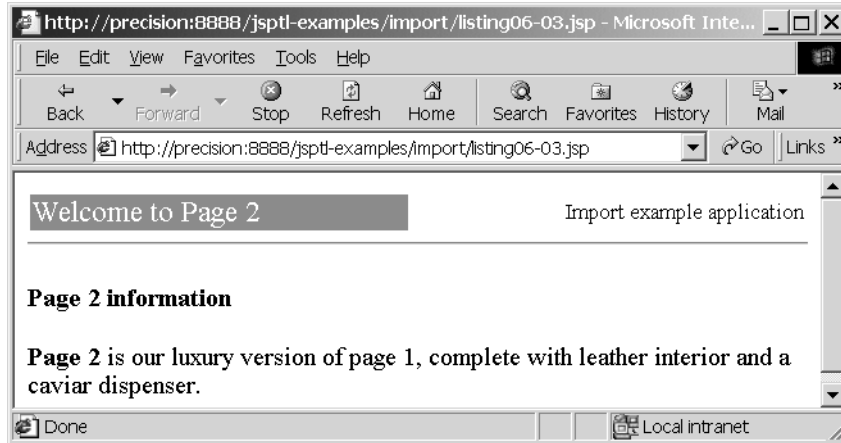 http://precision:8888/jsptl-examples/import/listing06-03.jsp - Microsoft Inte...
File Edit View Favorites Tools Help
Back Forward Stop Refresh Home Search Favorites History Mail »
Address http://precision:8888/jsptl-examples/import/listing06-03.jsp Go Links »
Welcome to Page 2 Import example application
Page 2 information
Page 2 is our luxury version of page 1, complete with leather interior and a
caviar dispenser.
Done Local intranet